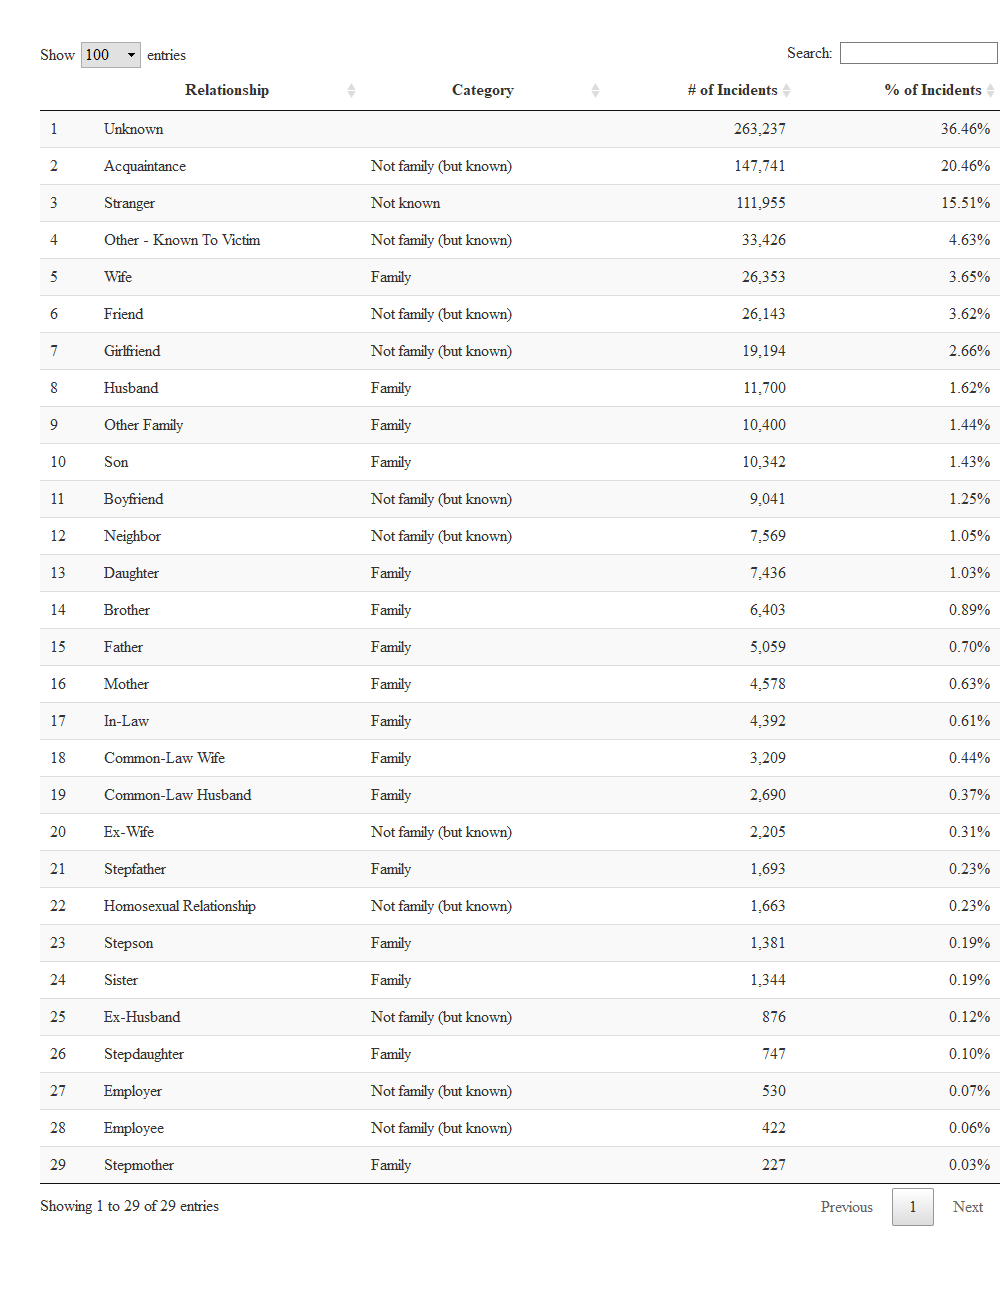 Show 100 entries Search:
Relationship Category # of Incidents % of Incidents
1 Unknown 263,237 36.46%
2 Acquaintance Not family (but known) 147,741 20.46%
3 Stranger Not known 111,955 15.51%
4 Other - Known To Victim Not family (but known) 33,426 4.63%
5 Wife Family 26,353 3.65%
6 Friend Not family (but known) 26,143 3.62%
7 Girlfriend Not family (but known) 19,194 2.66%
8 Husband Family 11,700 1.62%
9 Other Family Family 10,400 1.44%
10 Son Family 10,342 1.43%
11 Boyfriend Not family (but known) 9,041 1.25%
12 Neighbor Not family (but known) 7,569 1.05%
13 Daughter Family 7,436 1.03%
14 Brother Family 6,403 0.89%
15 Father Family 5,059 0.70%
16 Mother Family 4,578 0.63%
17 In-Law Family 4,392 0.61%
18 Common-Law Wife Family 3,209 0.44%
19 Common-Law Husband Family 2,690 0.37%
20 Ex-Wife Not family (but known) 2,205 0.31%
21 Stepfather Family 1,693 0.23%
22 Homosexual Relationship Not family (but known) 1,663 0.23%
23 Stepson Family 1,381 0.19%
24 Sister Family 1,344 0.19%
25 Ex-Husband Not family (but known) 876 0.12%
26 Stepdaughter Family 747 0.10%
27 Employer Not family (but known) 530 0.07%
28 Employee Not family (but known) 422 0.06%
29 Stepmother Family 227 0.03%
Showing 1 to 29 of 29 entries Previous 1 Next